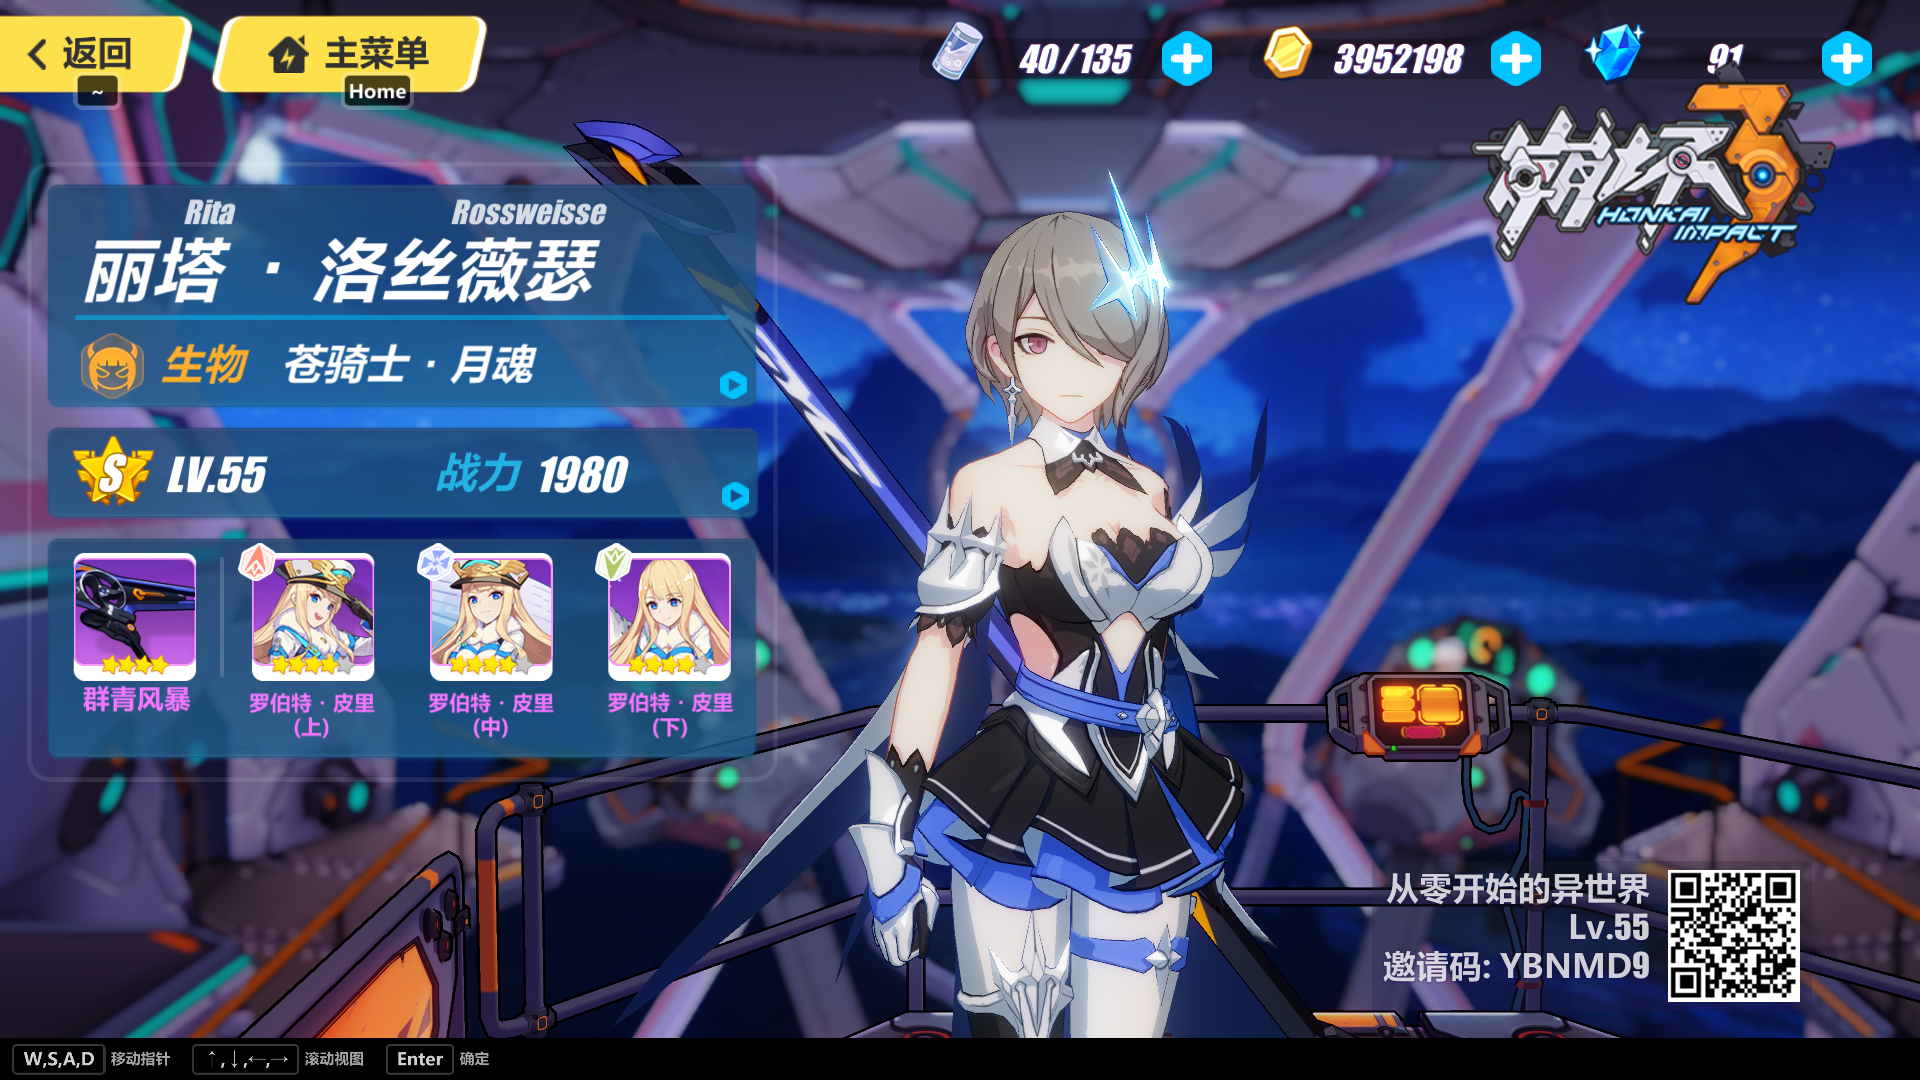 返回
~
主菜单
Home
40/135
3952198
91
崩坏3
HONKAI
IMPACT
Rita Rossweisse
丽塔·洛丝薇瑟
生物 苍骑士·月魂
S LV.55 战力 1980
群青风暴
罗伯特·皮里
(上)
罗伯特·皮里
(中)
罗伯特·皮里
(下)
从零开始的异世界
Lv.55
邀请码: YBNMD9
W,S,A,D 移动指针 ↑,↓,←,→ 滚动视图 Enter 确定